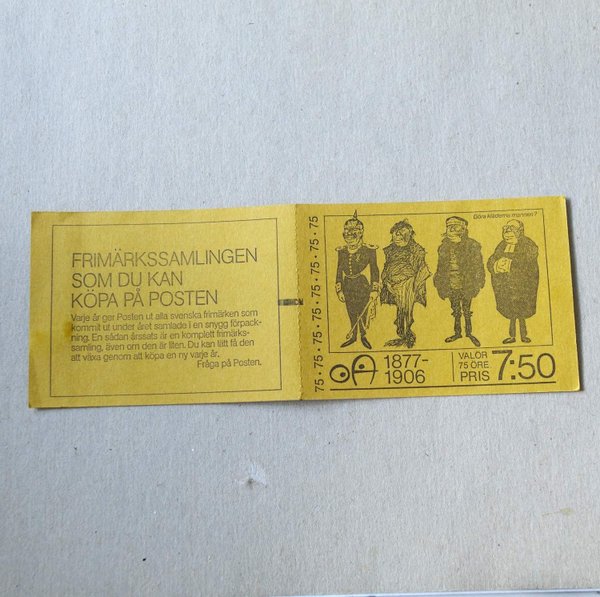 FRIMÄRKSSAMLINGEN
SOM DU KAN
KÖPA PÅ POSTEN
Varje år ger Posten ut alla svenska frimärken som
kommit ut under året samlade i en snygg förpack-
ning. En sådan årssats är en komplett frimärks-
samling, även om den är liten. Du kan lätt få den
att växa genom att köpa en ny varje år.
Fråga på Posten.
75 · 75 · 75 · 75 · 75 · 75 · 75 · 75
Göra kläderna mannen?
OA 1877-
1906
VALÖR
75 ÖRE
PRIS 7:50